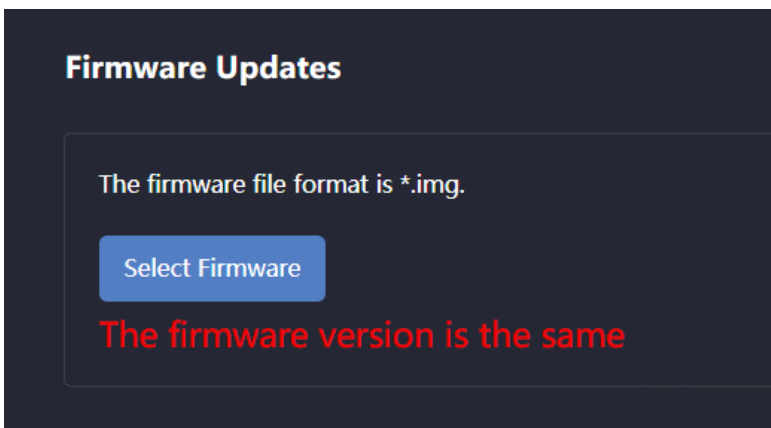 Firmware Updates
The firmware file format is *.img.
Select Firmware
The firmware version is the same